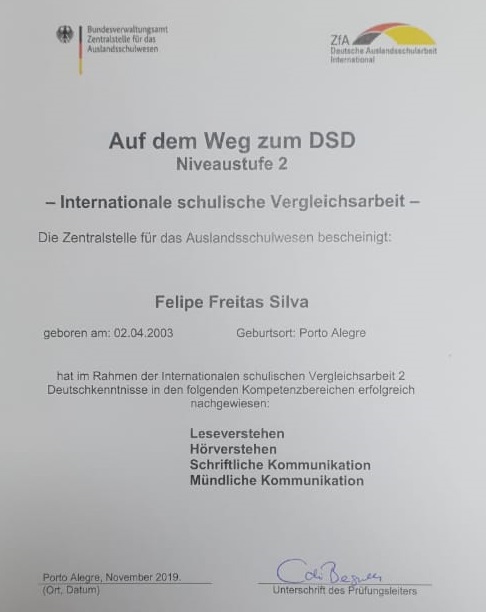 Bundesverwaltungsamt
Zentralstelle für das
Auslandsschulwesen
ZfA
Deutsche Auslandsschularbeit
International
Auf dem Weg zum DSD
Niveaustufe 2
– Internationale schulische Vergleichsarbeit –
Die Zentralstelle für das Auslandsschulwesen bescheinigt:
Felipe Freitas Silva
geboren am: 02.04.2003 Geburtsort: Porto Alegre
hat im Rahmen der Internationalen schulischen Vergleichsarbeit 2
Deutschkenntnisse in den folgenden Kompetenzbereichen erfolgreich
nachgewiesen:
Leseverstehen
Hörverstehen
Schriftliche Kommunikation
Mündliche Kommunikation
Porto Alegre, November 2019.
(Ort, Datum) Unterschrift des Prüfungsleiters